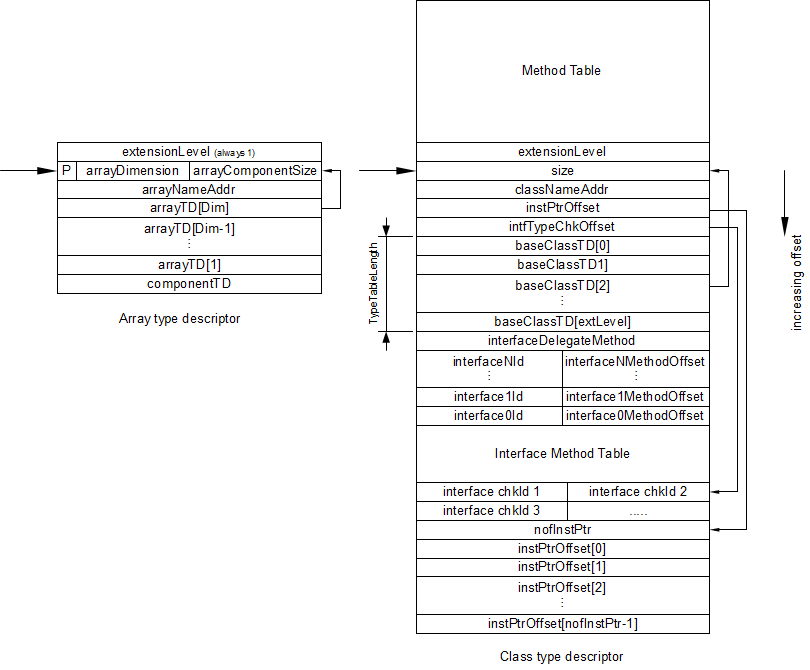 extensionLevel (always 1)
P arrayDimension arrayComponentSize
arrayNameAddr
arrayTD[Dim]
arrayTD[Dim-1]
⋮
arrayTD[1]
componentTD
Array type descriptor
Method Table
extensionLevel
size
classNameAddr
instPtrOffset
intfTypeChkOffset
baseClassTD[0]
baseClassTD1]
baseClassTD[2]
⋮
baseClassTD[extLevel]
interfaceDelegateMethod
interfaceNId interfaceNMethodOffset
⋮ ⋮
interface1Id interface1MethodOffset
interface0Id interface0MethodOffset
Interface Method Table
interface chkId 1 interface chkId 2
interface chkId 3 .....
nofInstPtr
instPtrOffset[0]
instPtrOffset[1]
instPtrOffset[2]
⋮
instPtrOffset[nofInstPtr-1]
Class type descriptor
TypeTableLength
increasing offset